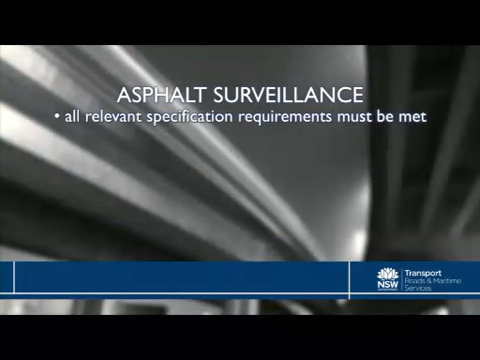 ASPHALT SURVEILLANCE
• all relevant specification requirements must be met
NSW
Transport
Roads & Maritime
Services